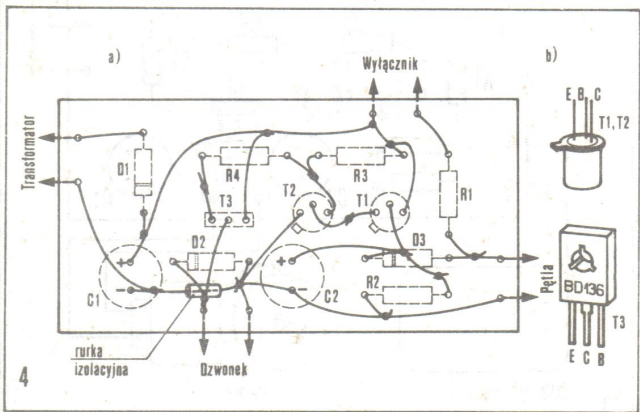 a)
b)
Wyłącznik
E B C
T1,T2
Transformator
D1
R4
R3
T2
T1
R1
T3
D2
D3
+
+
C1
-
C2
-
R2
Pętla
BD136
T3
rurka
izolacyjna
Dzwonek
E C B
4